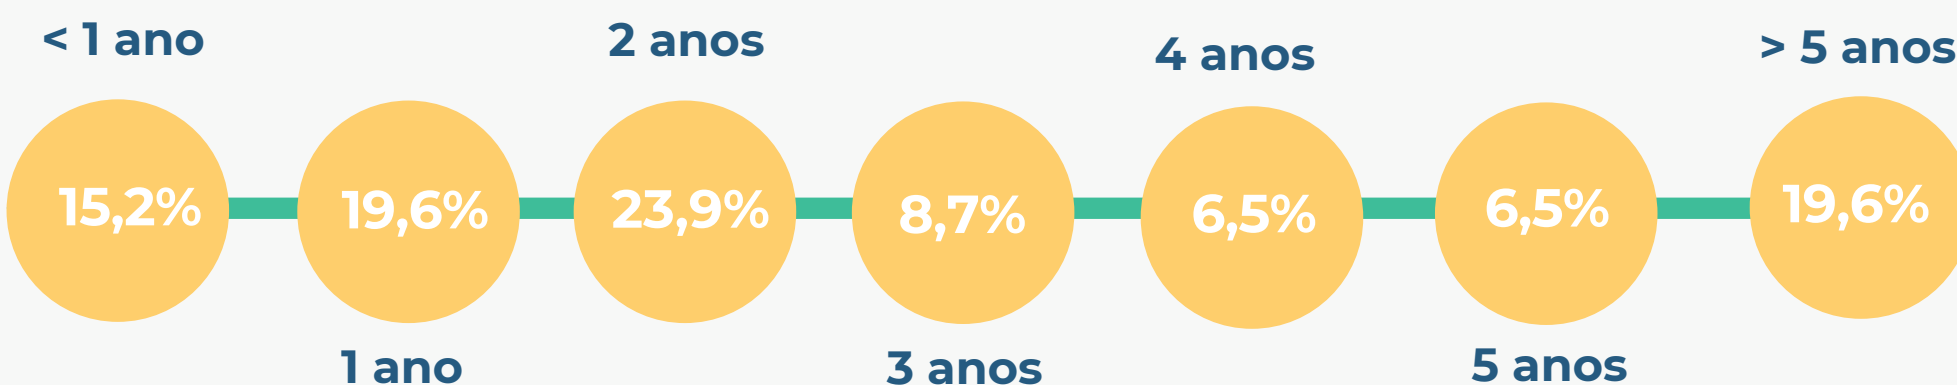 < 1 ano
2 anos
4 anos
> 5 anos
15,2%
19,6%
23,9%
8,7%
6,5%
6,5%
19,6%
1 ano
3 anos
5 anos